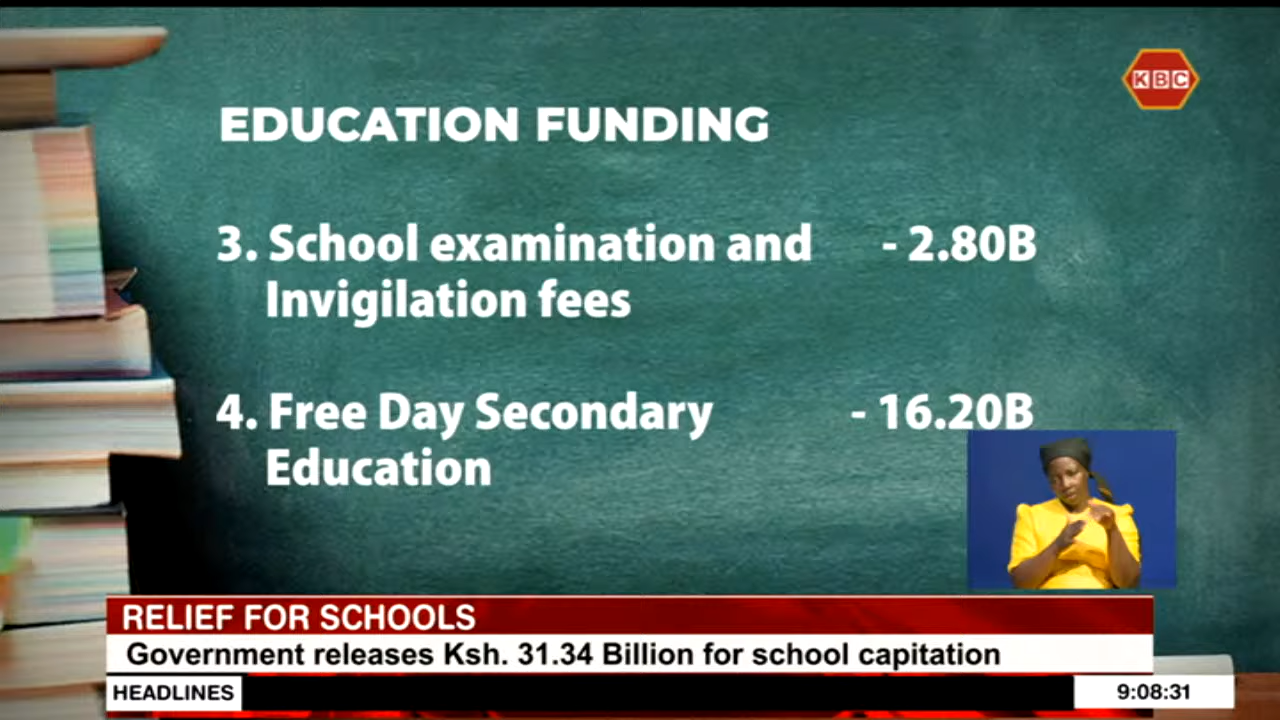 KBC
EDUCATION FUNDING
3. School examination and - 2.80B
Invigilation fees
4. Free Day Secondary - 16.20B
Education
RELIEF FOR SCHOOLS
Government releases Ksh. 31.34 Billion for school capitation
HEADLINES 9:08:31